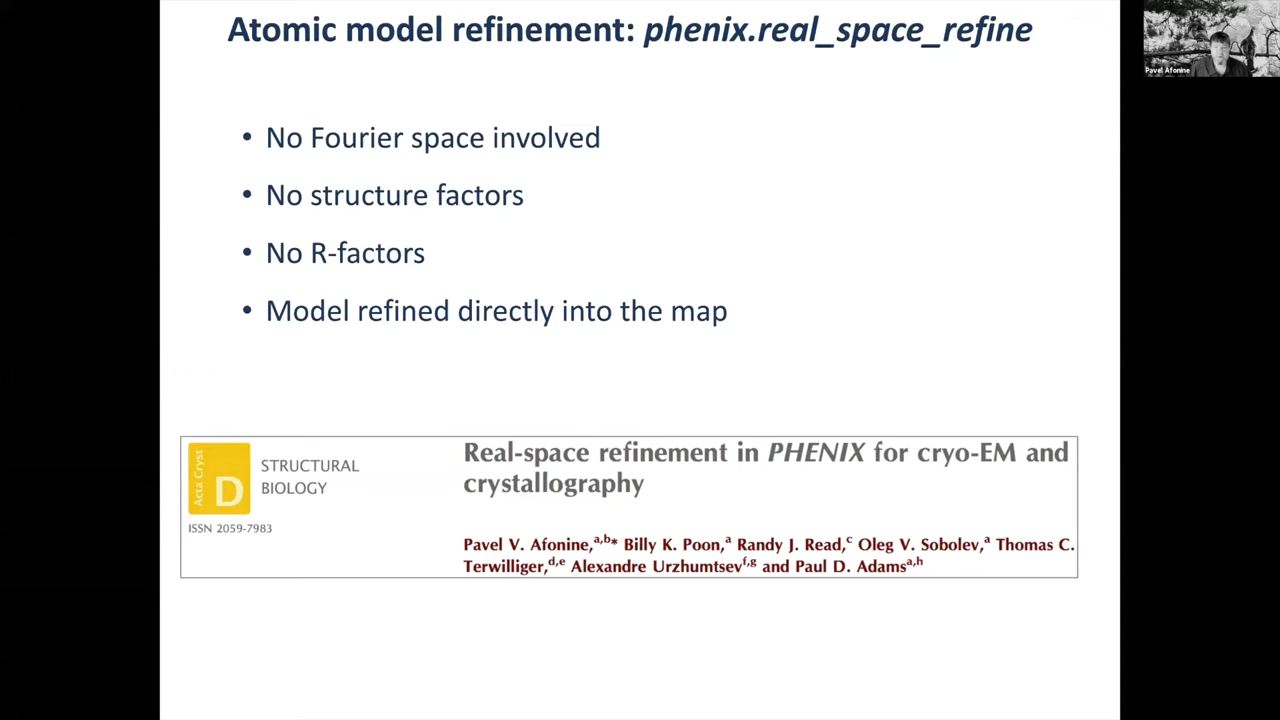 Atomic model refinement: phenix.real_space_refine
Pavel Afonine
• No Fourier space involved
• No structure factors
• No R-factors
• Model refined directly into the map
Acta Cryst
D
STRUCTURAL
BIOLOGY
ISSN 2059-7983
Real-space refinement in PHENIX for cryo-EM and
crystallography
Pavel V. Afonine,a,b* Billy K. Poon,a Randy J. Read,c Oleg V. Sobolev,a Thomas C.
Terwilliger,d,e Alexandre Urzhumtsevf,g and Paul D. Adamsa,h